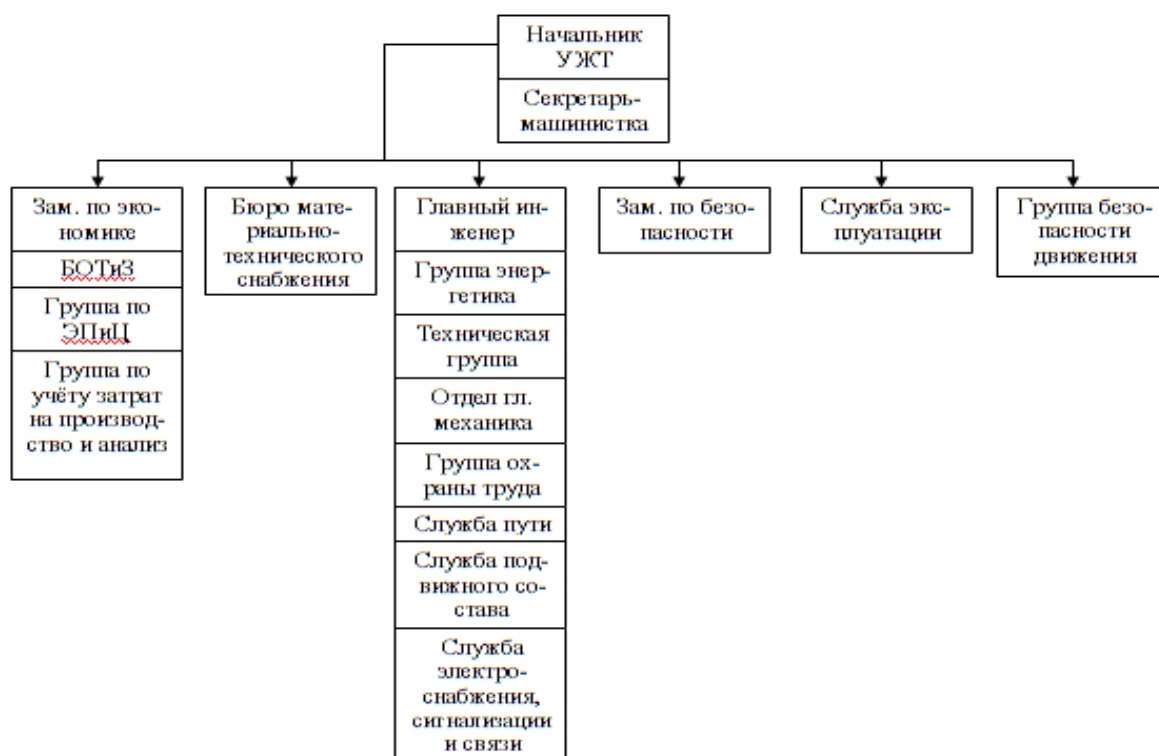 Начальник
УЖТ
Секретарь-
машинистка
Зам. по эко-
номике
БОТиЗ
Группа по
ЭПиЦ
Группа по
учёту затрат
на производ-
ство и анализ
Бюро мате-
риально-
технического
снабжения
Главный ин-
женер
Группа энер-
гетика
Техническая
группа
Отдел гл.
механика
Группа ох-
раны труда
Служба пути
Служба под-
вижного со-
става
Служба
электро-
снабжения,
сигнализации
и связи
Зам. по безо-
пасности
Служба экс-
плуатации
Группа безо-
пасности
движения